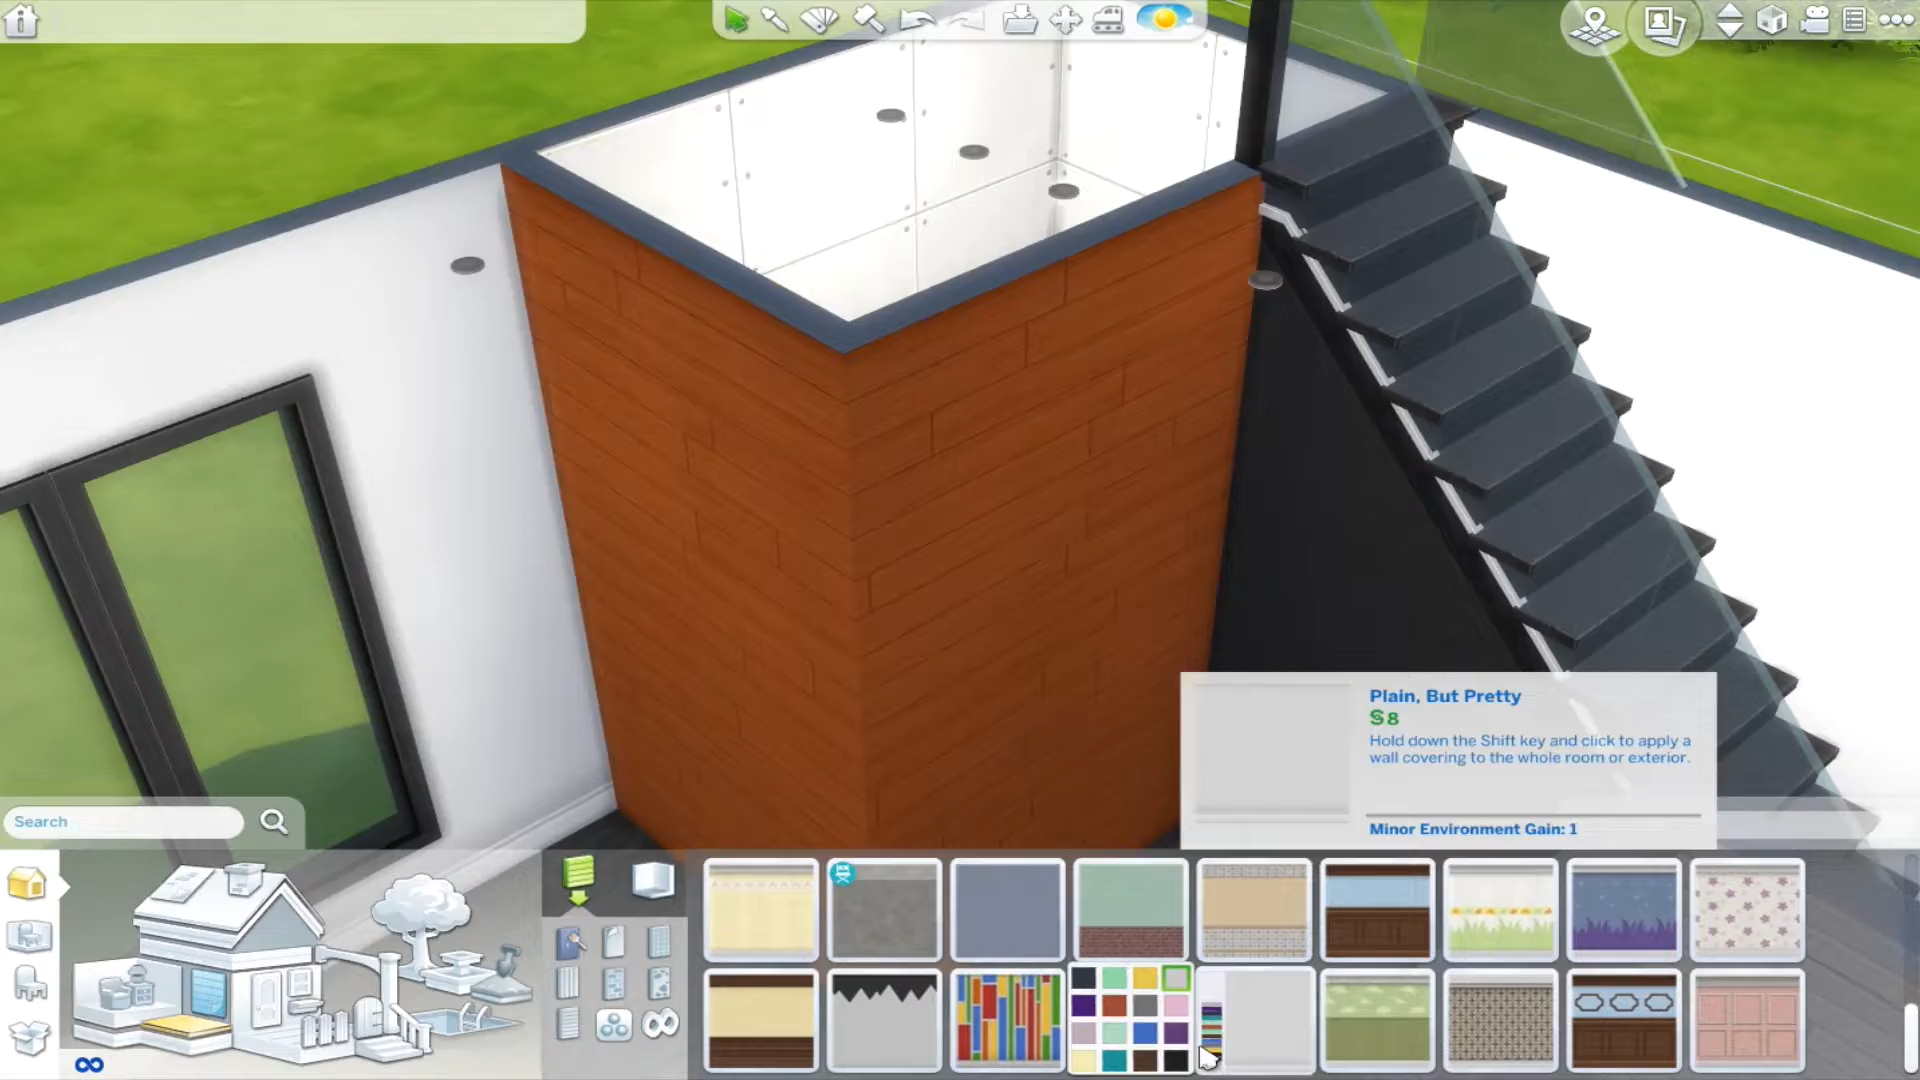 Plain, But Pretty
§8
Hold down the Shift key and click to apply a
wall covering to the whole room or exterior.
Minor Environment Gain: 1
Search